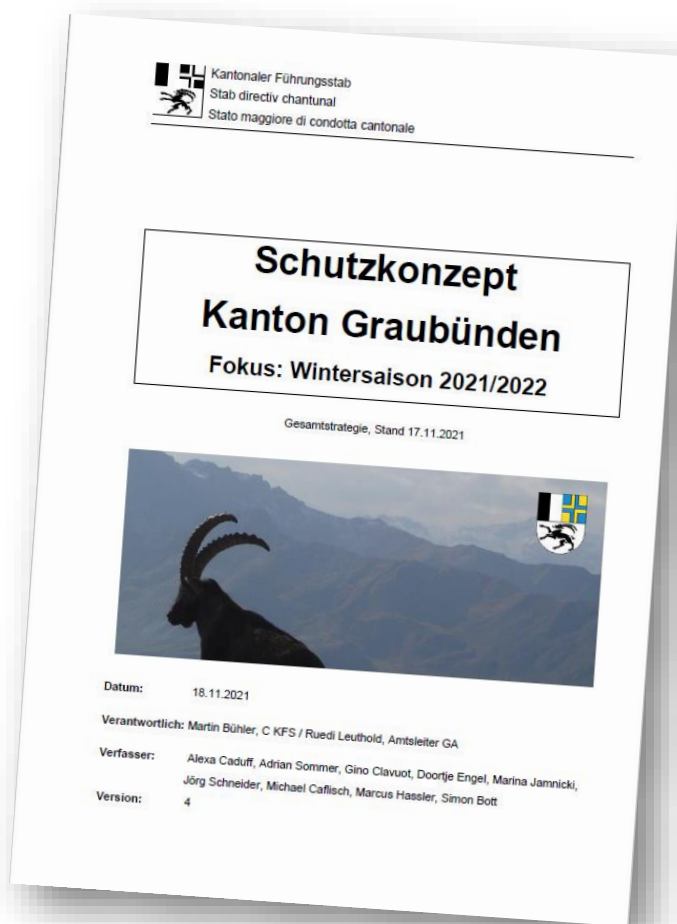 Kantonaler Führungsstab
Stab directiv chantunal
Stato maggiore di condotta cantonale
Schutzkonzept
Kanton Graubünden
Fokus: Wintersaison 2021/2022
Gesamtstrategie, Stand 17.11.2021
Datum: 18.11.2021
Verantwortlich: Martin Bühler, C KFS / Ruedi Leuthold, Amtsleiter GA
Verfasser: Alexa Caduff, Adrian Sommer, Gino Clavuot, Doortje Engel, Marina Jamnicki,
Jörg Schneider, Michael Caflisch, Marcus Hassler, Simon Bott
Version: 4